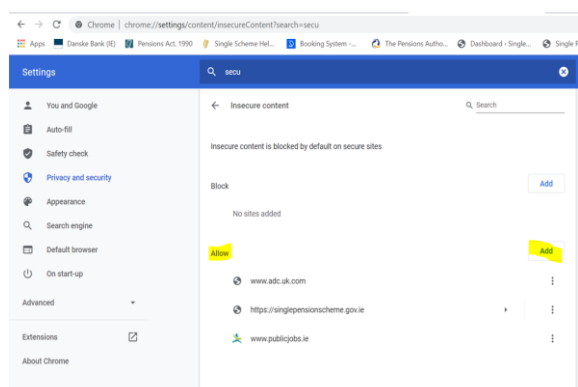 Chrome | chrome://settings/content/insecureContent?search=secu
Apps Danske Bank (IE) Pensions Act, 1990 Single Scheme Hel... Booking System -... The Pensions Autho... Dashboard - Single... Single P
Settings
secu
You and Google
Auto-fill
Safety check
Privacy and security
Appearance
Search engine
Default browser
On start-up
Advanced
Extensions
About Chrome
Insecure content
Search
Insecure content is blocked by default on secure sites
Block
Add
No sites added
Allow
Add
www.adc.uk.com
https://singlepensionscheme.gov.ie
www.publicjobs.ie